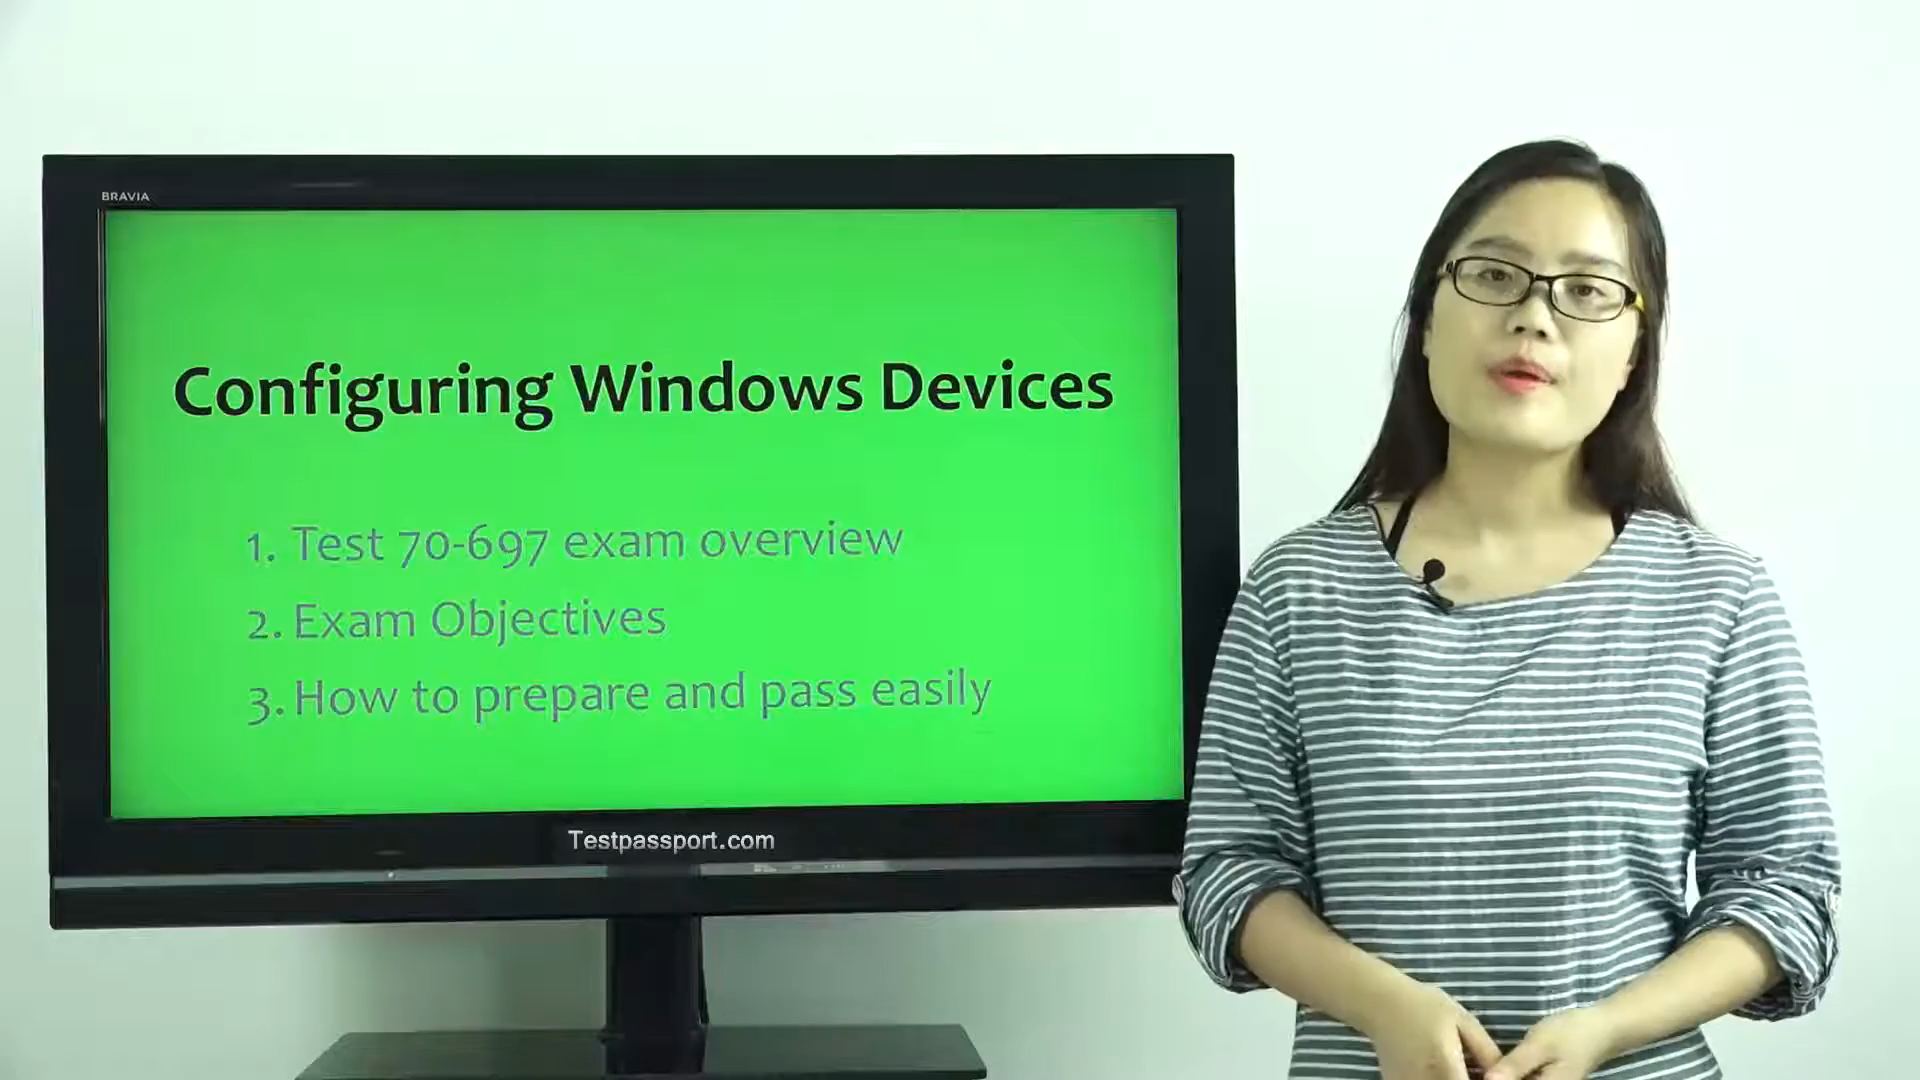 BRAVIA
Configuring Windows Devices
1. Test 70-697 exam overview
2. Exam Objectives
3. How to prepare and pass easily
Testpassport.com